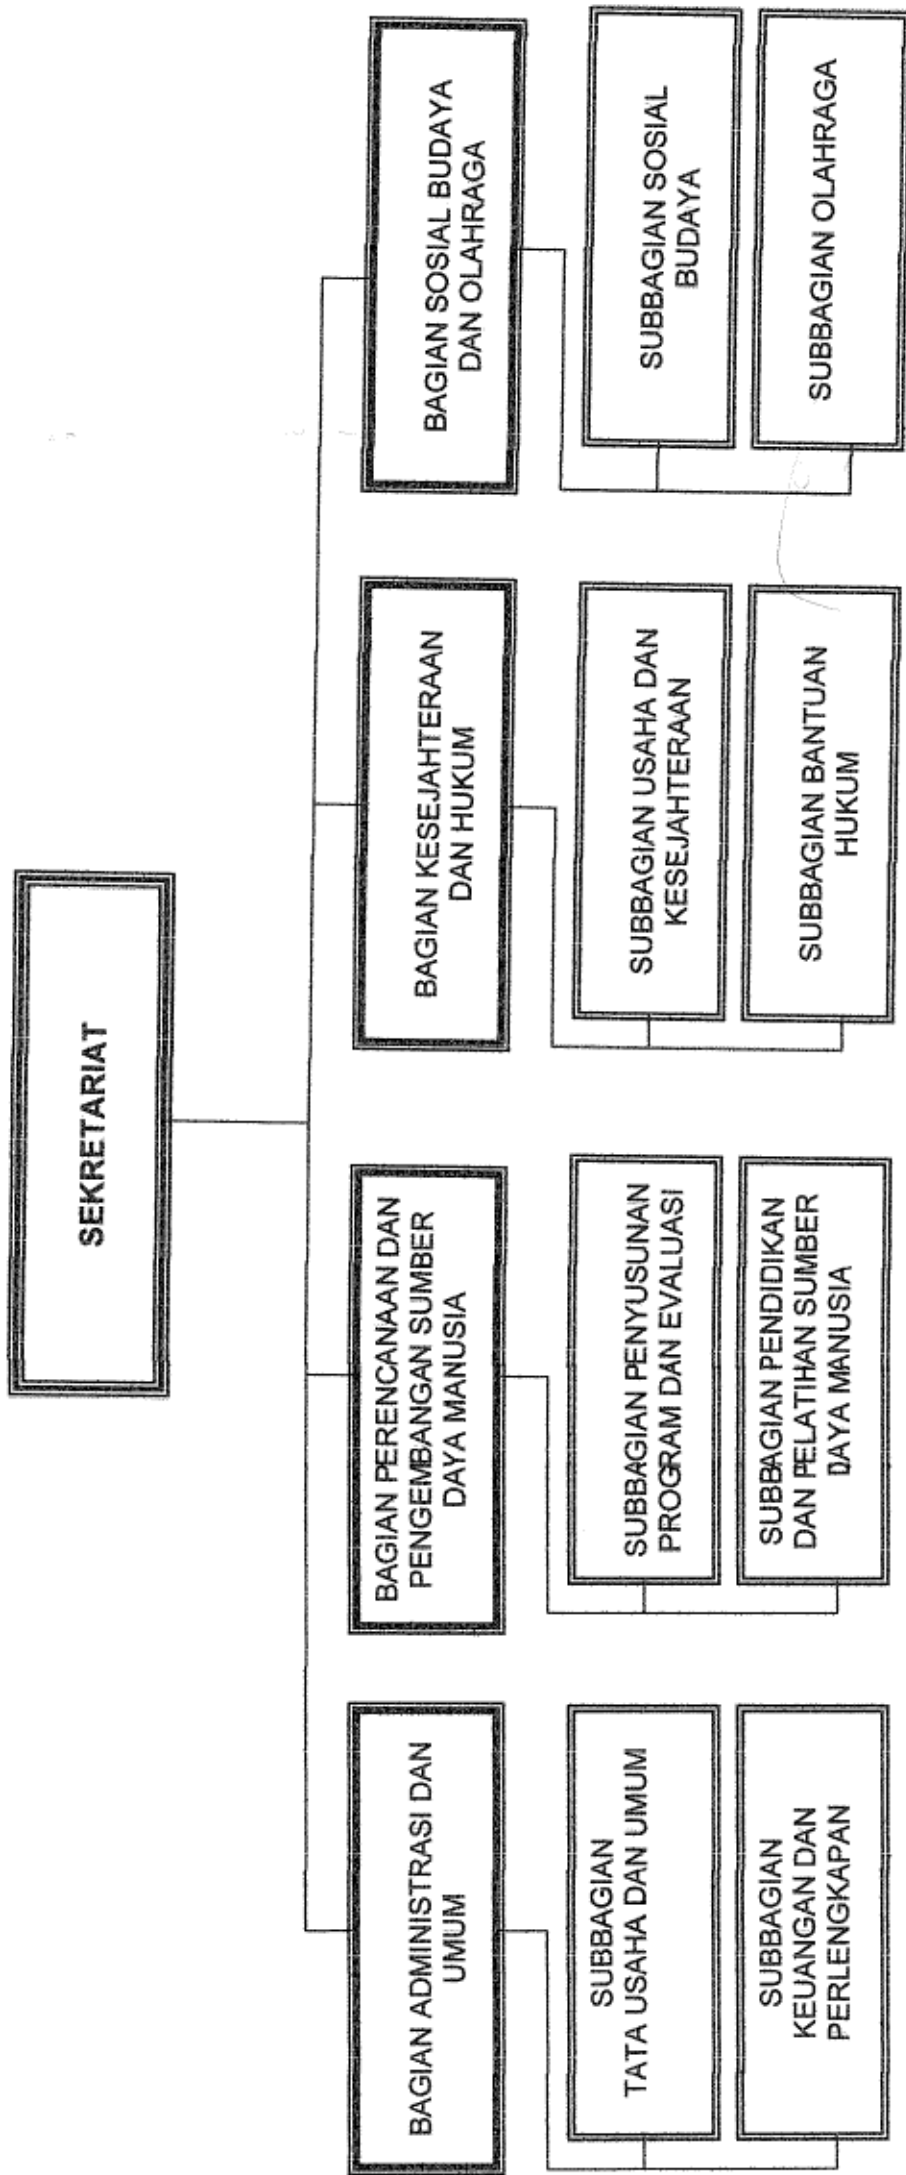 SEKRETARIAT
BAGIAN ADMINISTRASI DAN
UMUM
SUBBAGIAN
TATA USAHA DAN UMUM
SUBBAGIAN
KEUANGAN DAN
PERLENGKAPAN
BAGIAN PERENCANAAN DAN
PENGEMBANGAN SUMBER
DAYA MANUSIA
SUBBAGIAN PENYUSUNAN
PROGRAM DAN EVALUASI
SUBBAGIAN PENDIDIKAN
DAN PELATIHAN SUMBER
DAYA MANUSIA
BAGIAN KESEJAHTERAAN
DAN HUKUM
SUBBAGIAN USAHA DAN
KESEJAHTERAAN
SUBBAGIAN BANTUAN
HUKUM
BAGIAN SOSIAL BUDAYA
DAN OLAHRAGA
SUBBAGIAN SOSIAL
BUDAYA
SUBBAGIAN OLAHRAGA